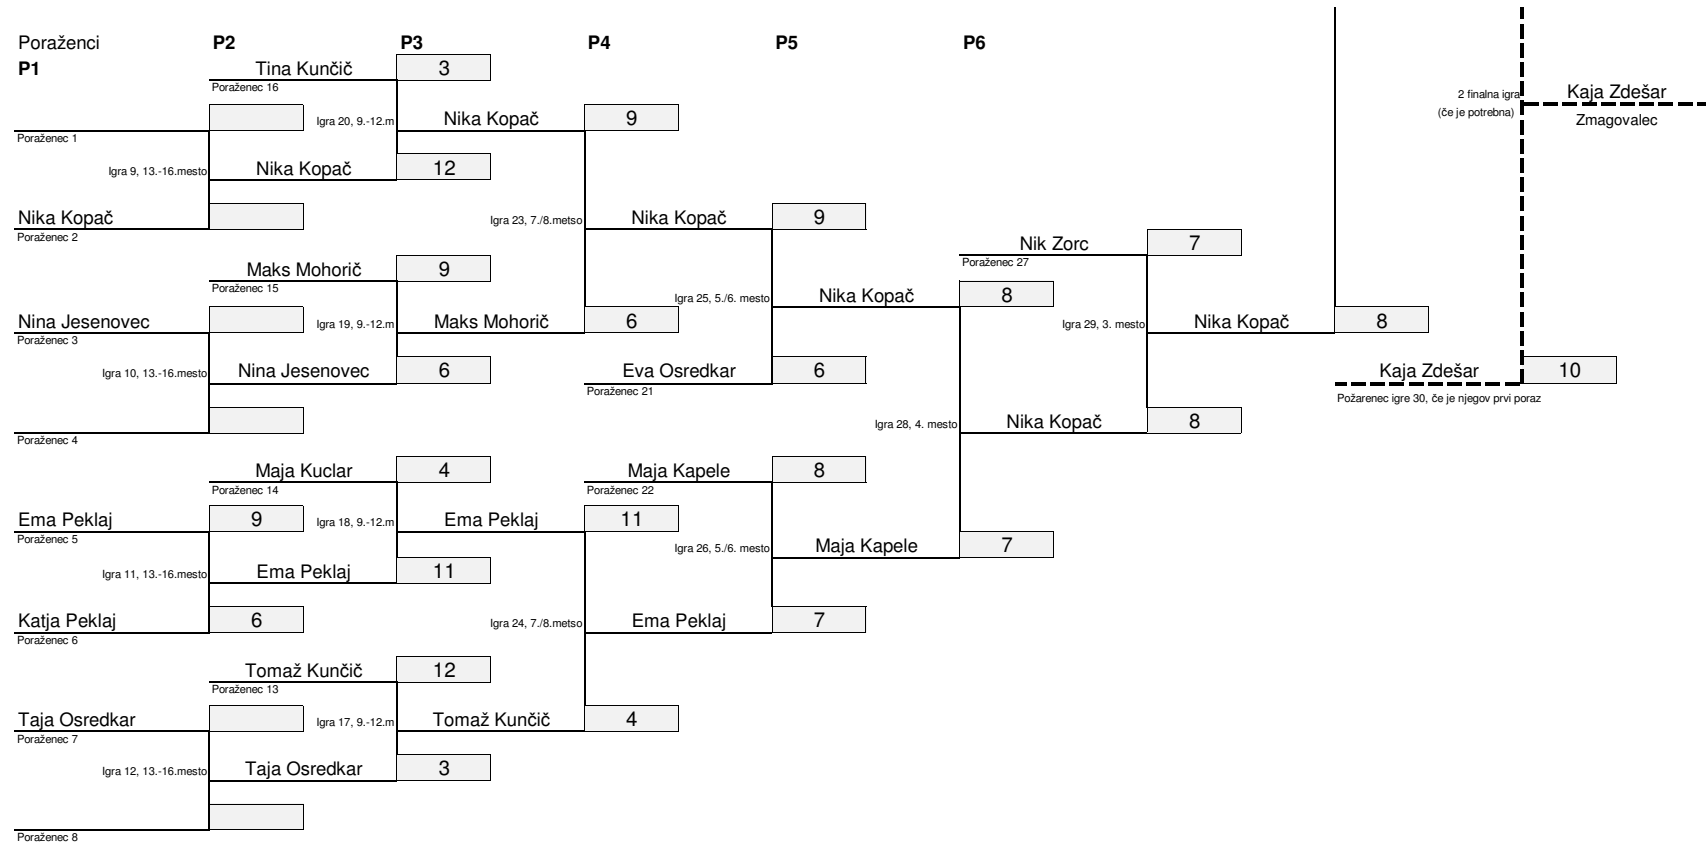 Poraženci
P1
P2
P3
P4
P5
P6
Tina Kunčič
3
Poraženec 16
Kaja Zdešar
2 finalna igra
(če je potrebna)
Zmagovalec
Igra 20, 9.-12.m
Nika Kopač
9
Poraženec 1
Igra 9, 13.-16.mesto
Nika Kopač
12
Nika Kopač
Poraženec 2
Igra 23, 7./8.metso
Nika Kopač
9
Nik Zorc
7
Poraženec 27
Maks Mohorič
9
Poraženec 15
Igra 25, 5./6. mesto
Nika Kopač
8
Nina Jesenovec
Poraženec 3
Igra 19, 9.-12.m
Maks Mohorič
6
Igra 29, 3. mesto
Nika Kopač
8
Igra 10, 13.-16.mesto
Nina Jesenovec
6
Eva Osredkar
6
Poraženec 21
Kaja Zdešar
10
Požarenec igre 30, če je njegov prvi poraz
Poraženec 4
Igra 28, 4. mesto
Nika Kopač
8
Maja Kuclar
4
Poraženec 14
Maja Kapele
8
Poraženec 22
Ema Peklaj
9
Poraženec 5
Igra 18, 9.-12.m
Ema Peklaj
11
Igra 26, 5./6. mesto
Maja Kapele
7
Igra 11, 13.-16.mesto
Ema Peklaj
11
Katja Peklaj
6
Poraženec 6
Igra 24, 7./8.metso
Ema Peklaj
7
Tomaž Kunčič
12
Poraženec 13
Taja Osredkar
Poraženec 7
Igra 17, 9.-12.m
Tomaž Kunčič
4
Igra 12, 13.-16.mesto
Taja Osredkar
3
Poraženec 8